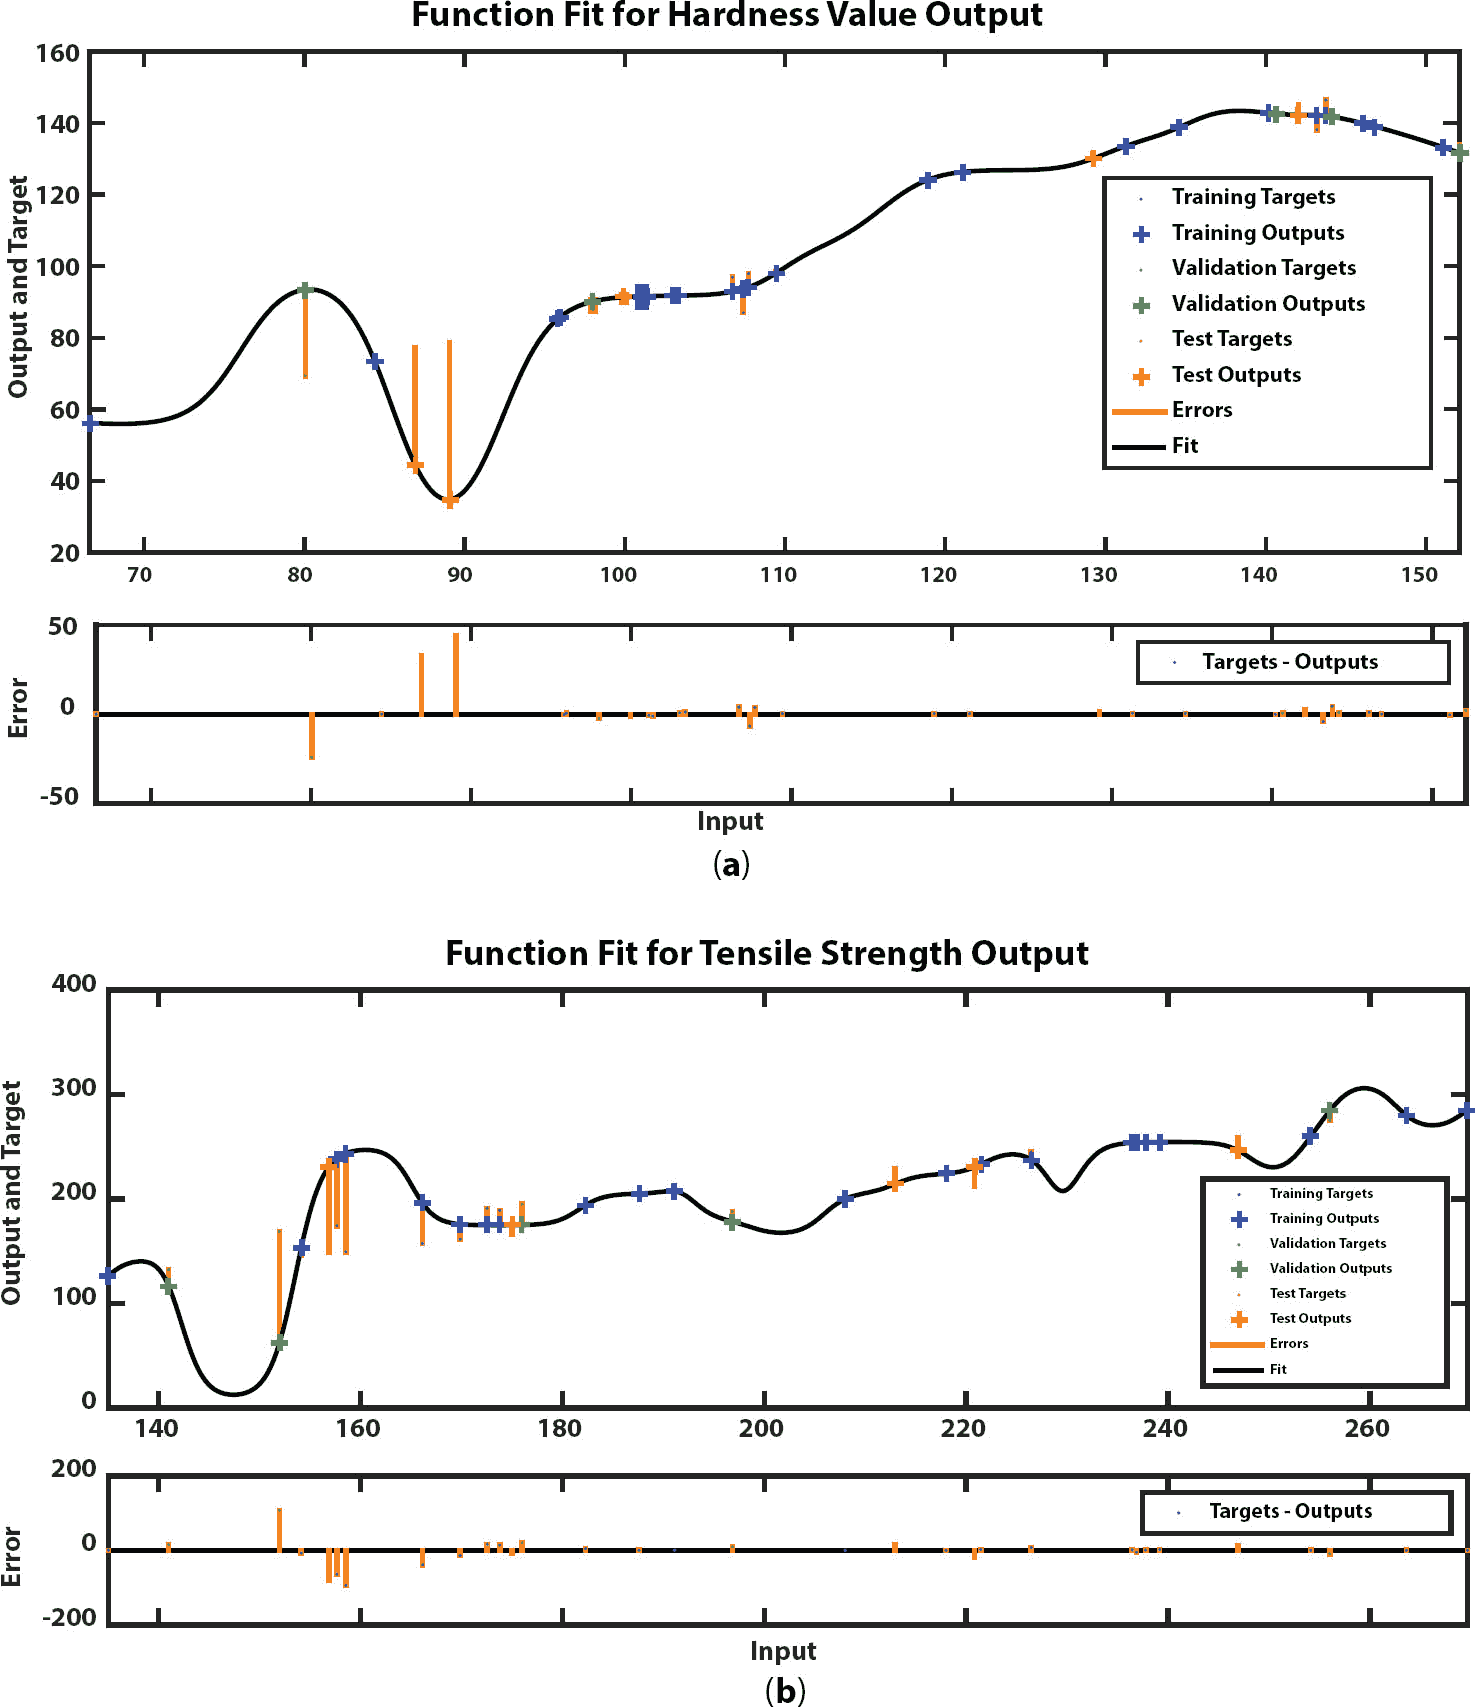 Function Fit for Hardness Value Output
160
140
120
100
80
60
40
20
Output and Target
Training Targets
Training Outputs
Validation Targets
Validation Outputs
Test Targets
Test Outputs
Errors
Fit
70 80 90 100 110 120 130 140 150
50
0
-50
Error
Targets - Outputs
Input
(a)
Function Fit for Tensile Strength Output
400
300
200
100
0
Output and Target
Training Targets
Training Outputs
Validation Targets
Validation Outputs
Test Targets
Test Outputs
Errors
Fit
140 160 180 200 220 240 260
200
0
-200
Error
Targets - Outputs
Input
(b)